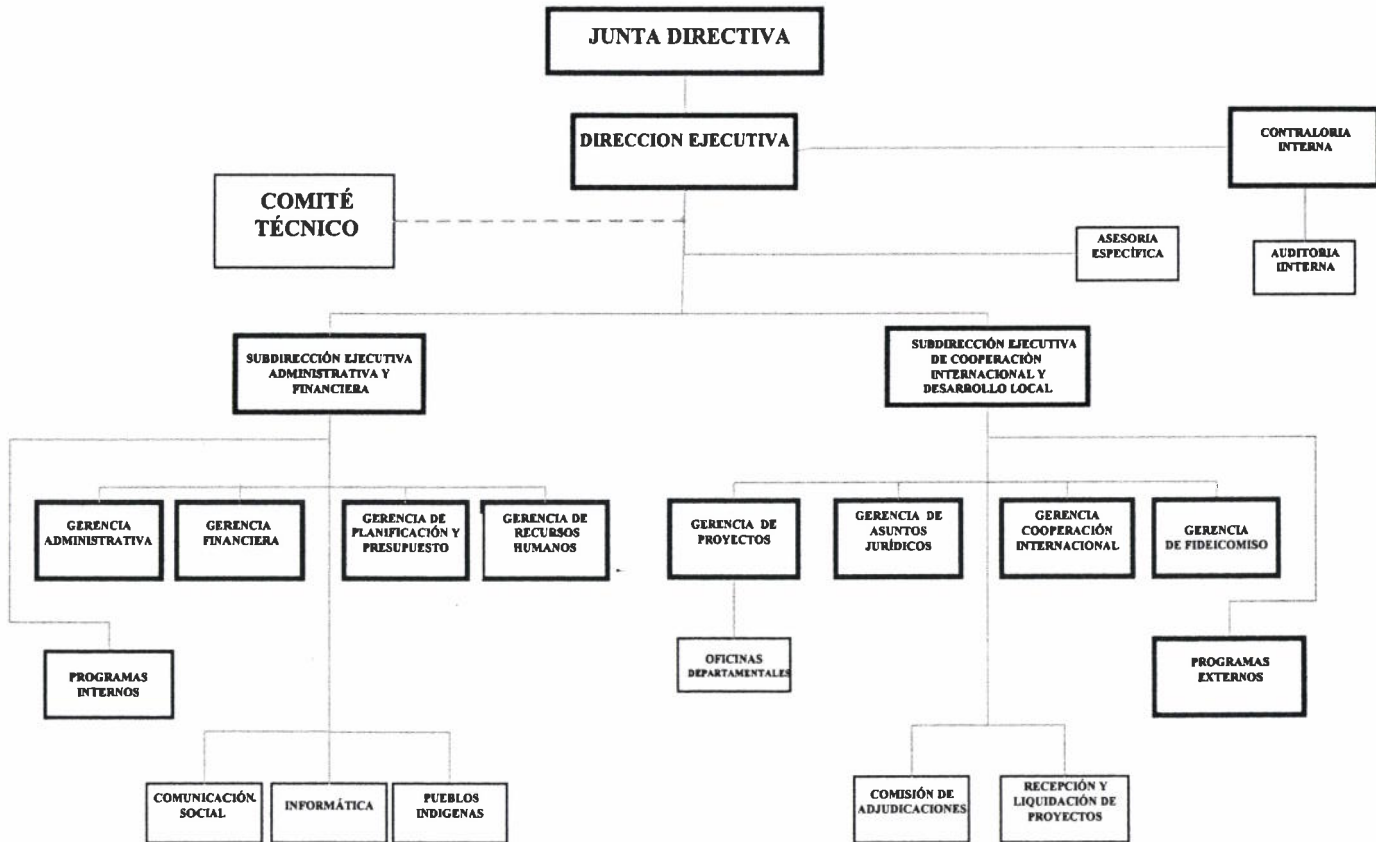 JUNTA DIRECTIVA
DIRECCION EJECUTIVA
CONTRALORIA
INTERNA
COMITÉ
TÉCNICO
ASESORIA
ESPECÍFICA
AUDITORIA
IINTERNA
SUBDIRECCIÓN EJECUTIVA
ADMINISTRATIVA Y
FINANCIERA
SUBDIRECCIÓN EJECUTIVA
DE COOPERACIÓN
INTERNACIONAL Y
DESARROLLO LOCAL
GERENCIA
ADMINISTRATIVA
GERENCIA
FINANCIERA
GERENCIA DE
PLANIFICACIÓN Y
PRESUPUESTO
GERENCIA DE
RECURSOS
HUMANOS
GERENCIA DE
PROYECTOS
GERENCIA DE
ASUNTOS
JURÍDICOS
GERENCIA
COOPERACIÓN
INTERNACIONAL
GERENCIA
DE FIDEICOMISO
PROGRAMAS
INTERNOS
OFICINAS
DEPARTAMENTALES
PROGRAMAS
EXTERNOS
COMUNICACIÓN.
SOCIAL
INFORMÁTICA
PUEBLOS
INDIGENAS
COMISIÓN DE
ADJUDICACIONES
RECEPCIÓN Y
LIQUIDACIÓN DE
PROYECTOS